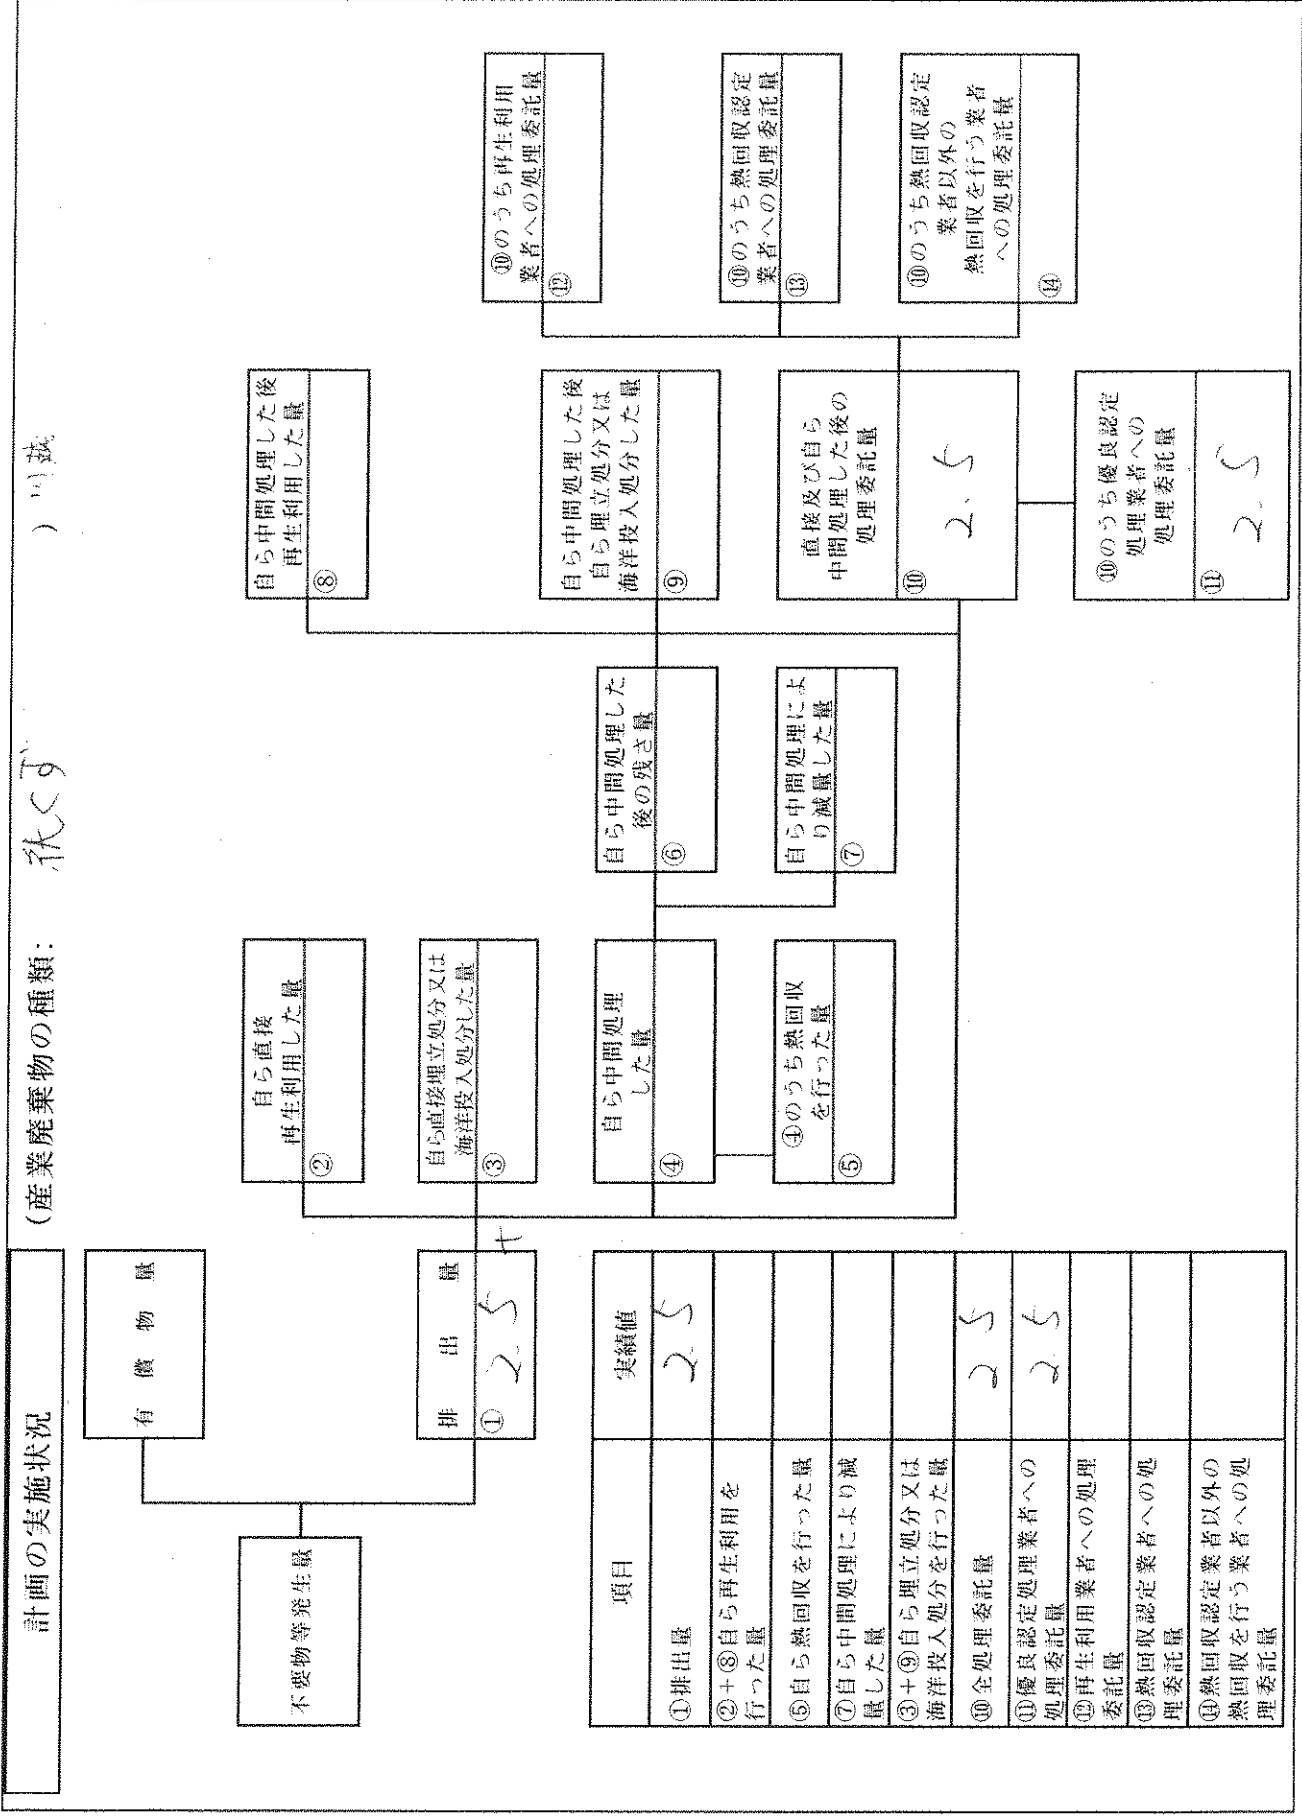 計画の実施状況
(産業廃棄物の種類: 紙くず ) 川越
不要物等発生量
有償物量
排出量
① 2.5 t
自ら直接
再生利用した量
②
自ら直接埋立処分又は
海洋投入処分した量
③
自ら中間処理
した量
④
④のうち熱回収
を行った量
⑤
自ら中間処理した
後の残さ量
⑥
自ら中間処理によ
り減量した量
⑦
自ら中間処理した後
再生利用した量
⑧
自ら中間処理した後
自ら埋立処分又は
海洋投入処分した量
⑨
直接及び自ら
中間処理した後の
処理委託量
⑩ 2.5
⑩のうち優良認定
処理業者への
処理委託量
⑪ 2.5
⑩のうち再生利用
業者への処理委託量
⑫
⑩のうち熱回収認定
業者への処理委託量
⑬
⑩のうち熱回収認定
業者以外の
熱回収を行う業者
への処理委託量
⑭
項目 実績値
①排出量 2.5
②+⑧自ら再生利用を
行った量
⑤自ら熱回収を行った量
⑦自ら中間処理により減
量した量
③+⑨自ら埋立処分又は
海洋投入処分を行った量
⑩全処理委託量 2.5
⑪優良認定処理業者への
処理委託量 2.5
⑫再生利用業者への処理
委託量
⑬熱回収認定業者への処
理委託量
⑭熱回収認定業者以外の
熱回収を行う業者への処
理委託量